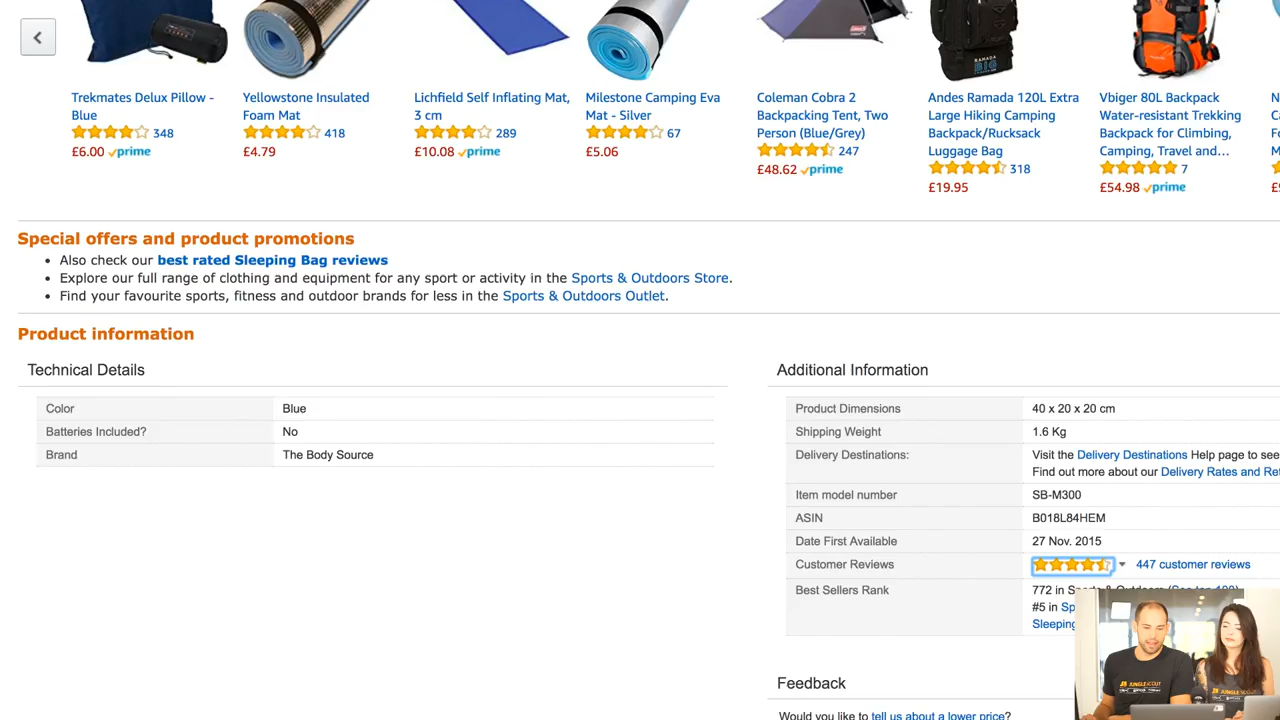 RAMADA
BIG
Coleman
Trekmates Delux Pillow -
Blue
348
£6.00 prime
Yellowstone Insulated
Foam Mat
418
£4.79
Lichfield Self Inflating Mat,
3 cm
289
£10.08 prime
Milestone Camping Eva
Mat - Silver
67
£5.06
Coleman Cobra 2
Backpacking Tent, Two
Person (Blue/Grey)
247
£48.62 prime
Andes Ramada 120L Extra
Large Hiking Camping
Backpack/Rucksack
Luggage Bag
318
£19.95
Vbiger 80L Backpack
Water-resistant Trekking
Backpack for Climbing,
Camping, Travel and...
7
£54.98 prime
Special offers and product promotions
• Also check our best rated Sleeping Bag reviews
• Explore our full range of clothing and equipment for any sport or activity in the Sports & Outdoors Store.
• Find your favourite sports, fitness and outdoor brands for less in the Sports & Outdoors Outlet.
Product information
Technical Details
Color Blue
Batteries Included? No
Brand The Body Source
Additional Information
Product Dimensions 40 x 20 x 20 cm
Shipping Weight 1.6 Kg
Delivery Destinations: Visit the Delivery Destinations Help page to see
Find out more about our Delivery Rates and
Item model number SB-M300
ASIN B018L84HEM
Date First Available 27 Nov. 2015
Customer Reviews 447 customer reviews
Best Sellers Rank 772 in
#5 in
Sleeping
Feedback
Would you like to tell us about a lower price?
JUNGLE SCOUT
JUNGLE SCOUT